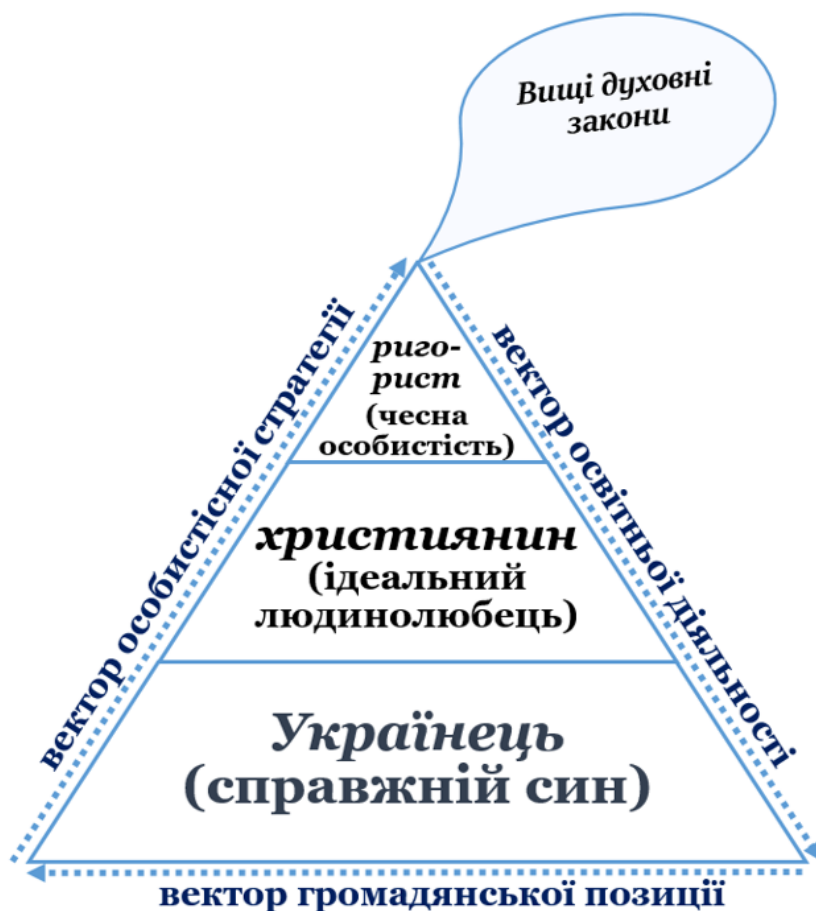 Вищі духовні
закони
вектор особистісної стратегії
вектор освітньої діяльності
риго-
рист
(чесна
особистість)
християнин
(ідеальний
людинолюбець)
Українець
(справжній син)
вектор громадянської позиції